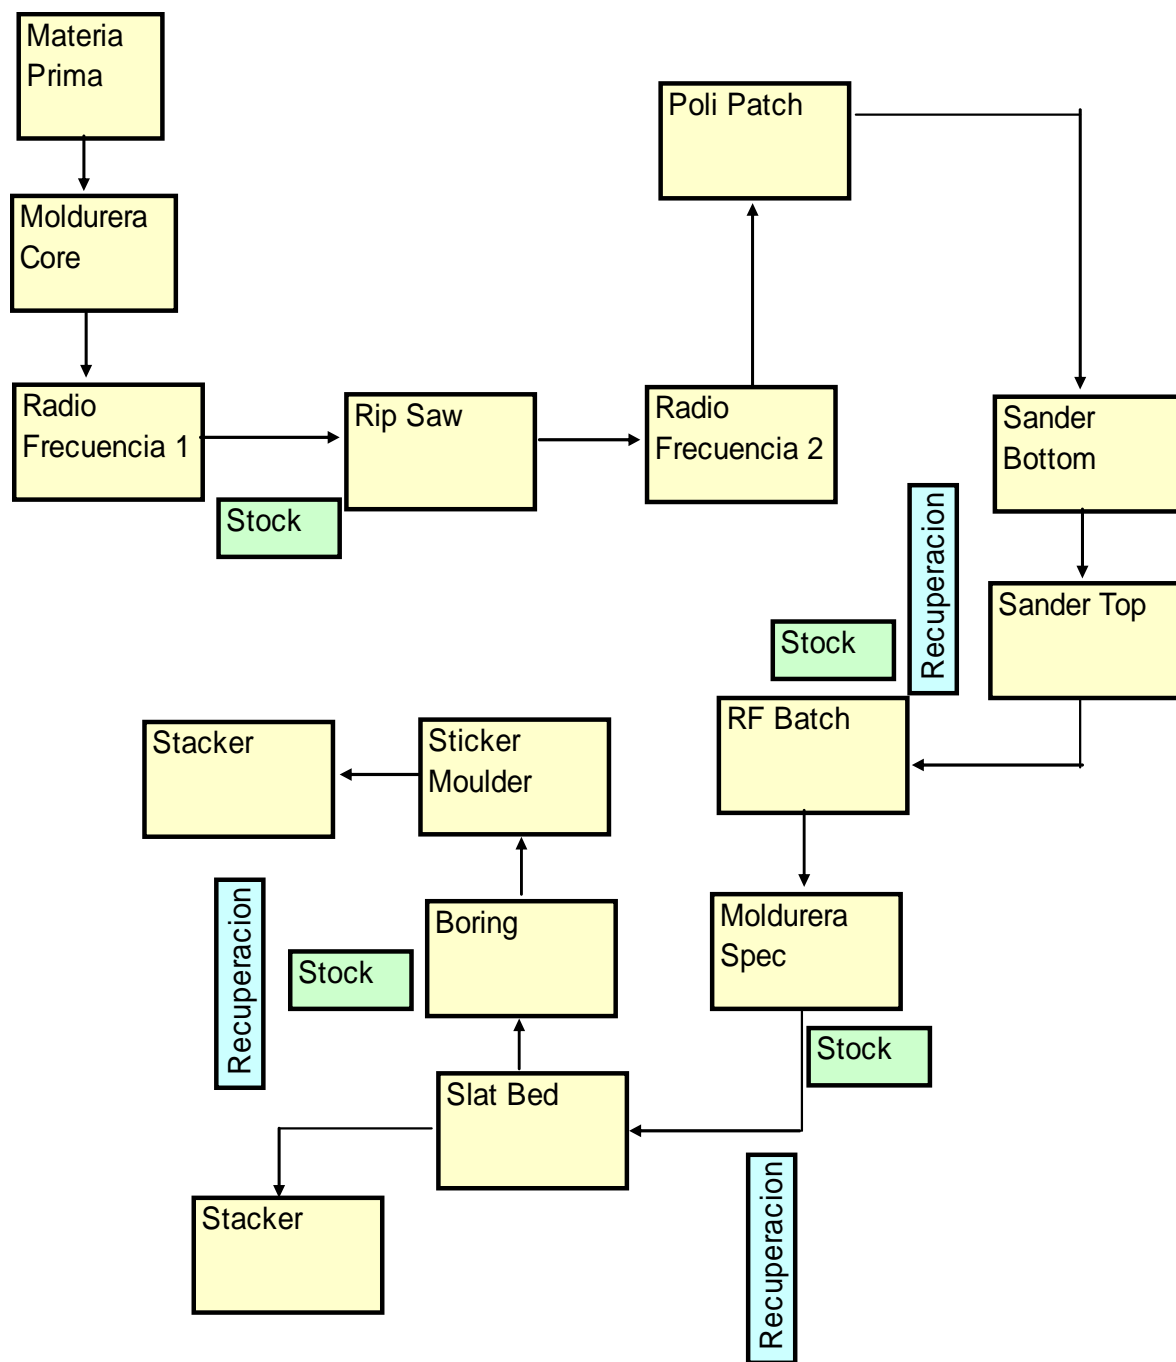 Materia
Prima
Poli Patch
Moldurera
Core
Radio
Frecuencia 1
Rip Saw
Radio
Frecuencia 2
Sander
Bottom
Stock
Recuperacion
Sander Top
Stock
RF Batch
Stacker
Sticker
Moulder
Moldurera
Spec
Boring
Stock
Recuperacion
Stock
Slat Bed
Stacker
Recuperacion